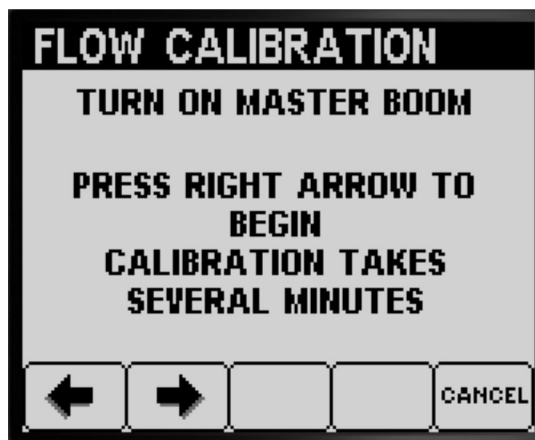 FLOW CALIBRATION
TURN ON MASTER BOOM
PRESS RIGHT ARROW TO
BEGIN
CALIBRATION TAKES
SEVERAL MINUTES
CANCEL